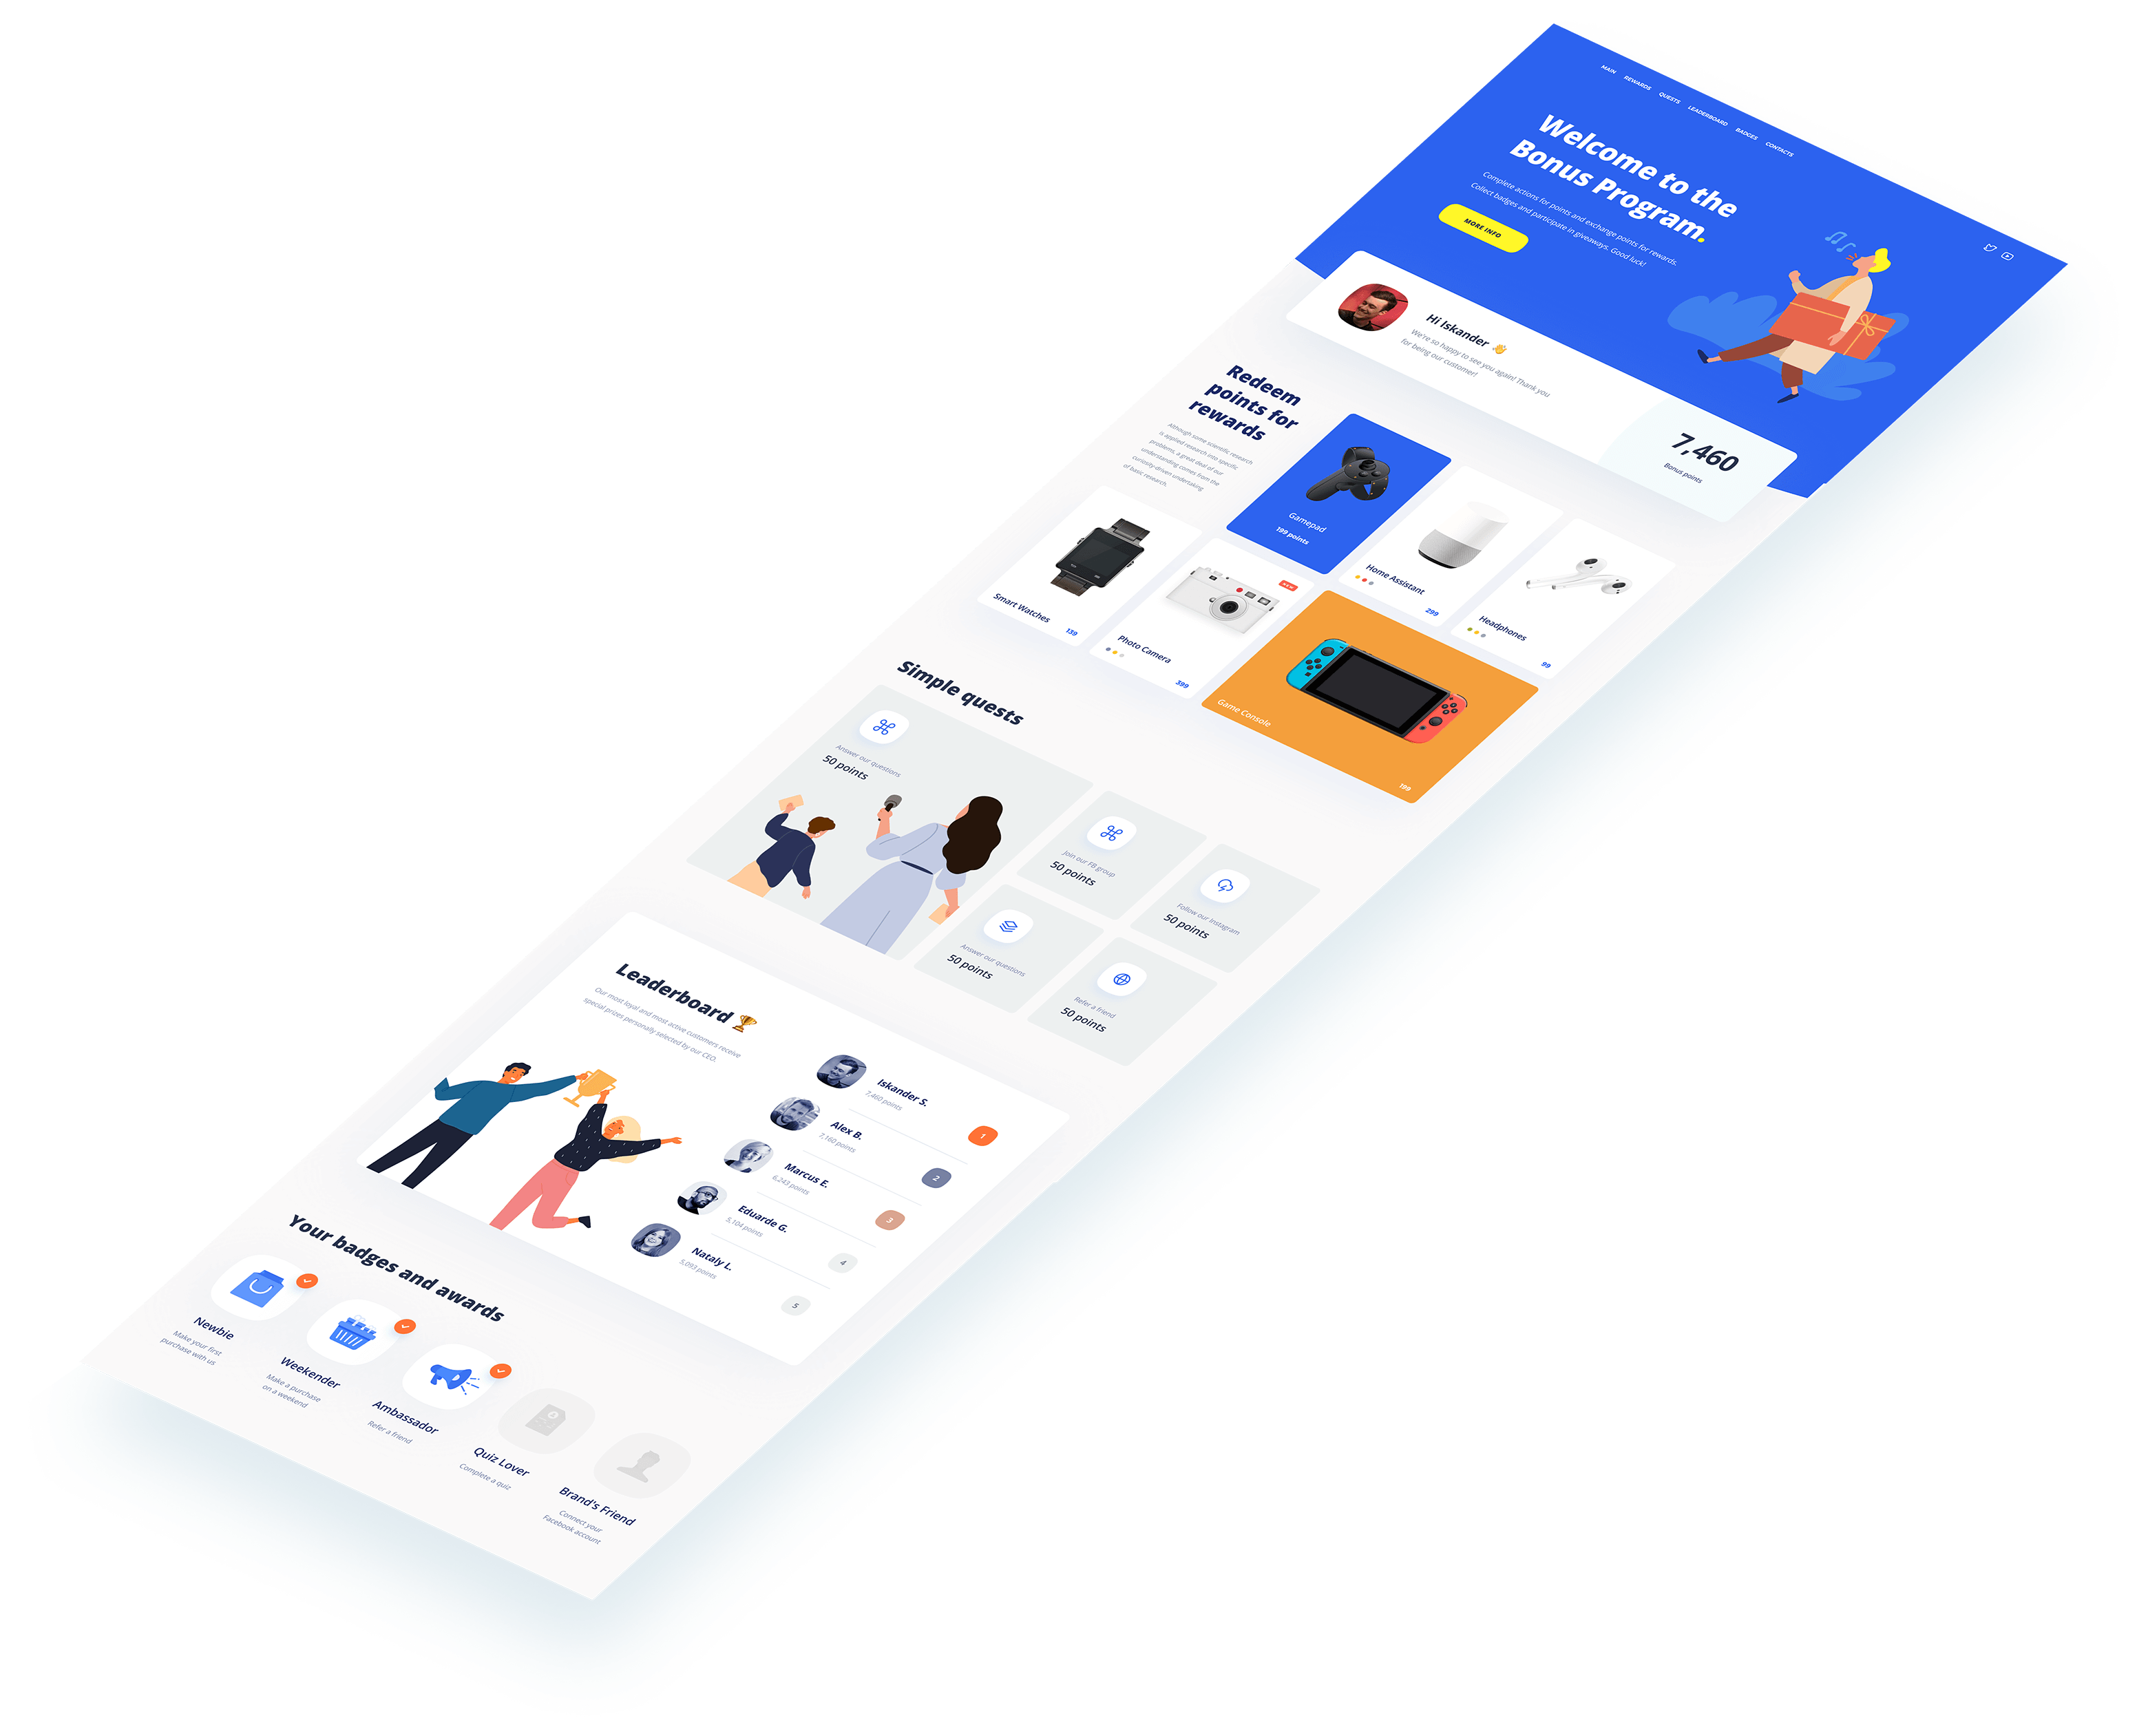 MAIN REWARDS QUESTS LEADERBOARD BADGES CONTACTS
Welcome to the
Bonus Program.
Complete actions for points and exchange points for rewards.
Collect badges and participate in giveaways. Good luck!
MORE INFO
Hi Iskander 👋
We're so happy to see you again! Thank you
for being our customer!
7,460
Bonus points
Redeem
points for
rewards
Although some scientific research
is applied research into specific
problems, a great deal of our
understanding comes from the
curiosity-driven undertaking
of basic research.
Gamepad
199 points
Home Assistant
299
Headphones
99
Smart Watches
139
NEW
Photo Camera
399
Game Console
199
Simple quests
Answer our questions
50 points
Join our FB group
50 points
Follow our Instagram
50 points
Answer our questions
50 points
Refer a friend
50 points
Leaderboard 🏆
Our most loyal and most active customers receive
special prizes personally selected by our CEO.
Iskander S.
7,460 points
1
Alex B.
7,160 points
2
Marcus E.
6,243 points
3
Eduarde G.
5,104 points
4
Nataly L.
5,093 points
5
Your badges and awards
Newbie
Make your first
purchase with us
Weekender
Make a purchase
on a weekend
Ambassador
Refer a friend
Quiz Lover
Complete a quiz
Brand's Friend
Connect your
Facebook account